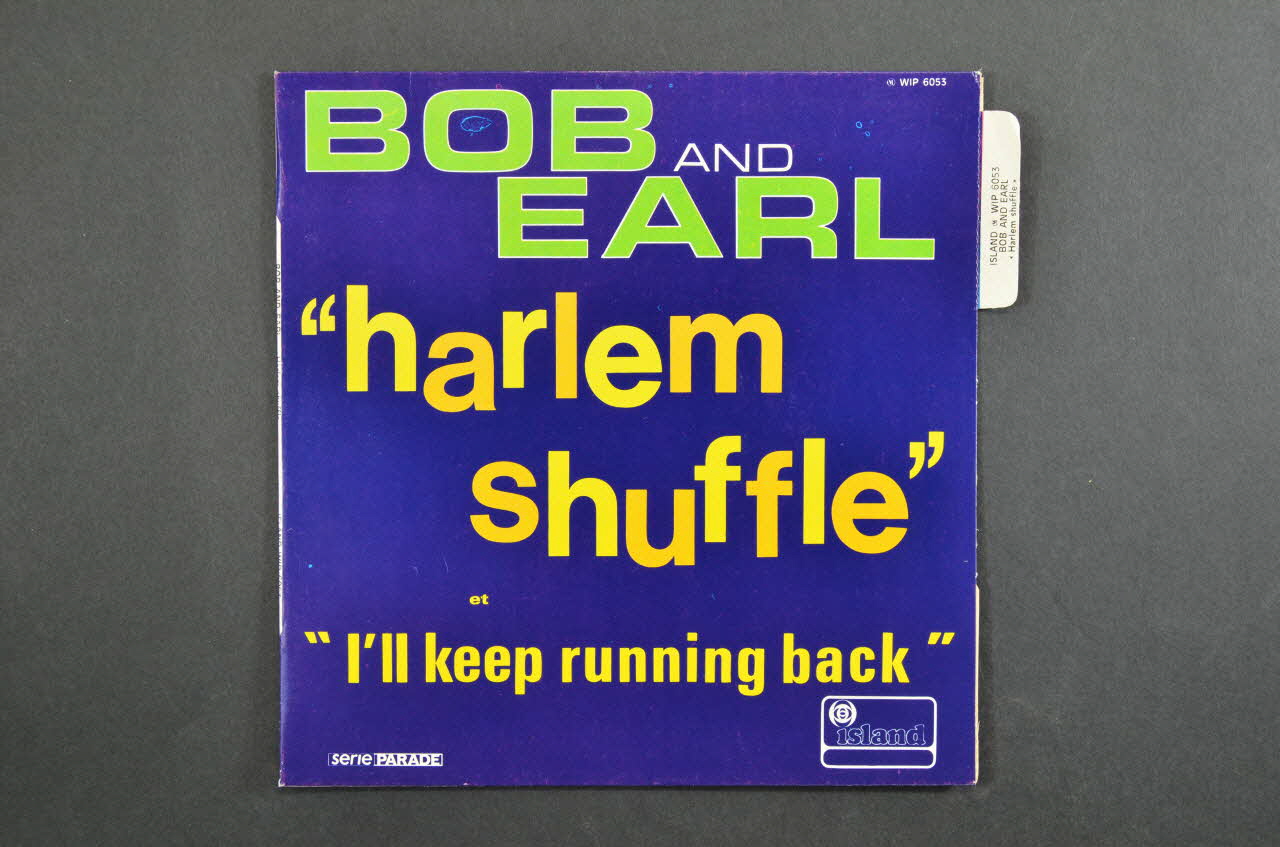 Ⓜ WIP 6053
BOB AND
EARL
“harlem
shuffle”
et
" I'll keep running back "
island
serie PARADE
ISLAND Ⓜ WIP 6053
BOB AND EARL
« Harlem shuffle »